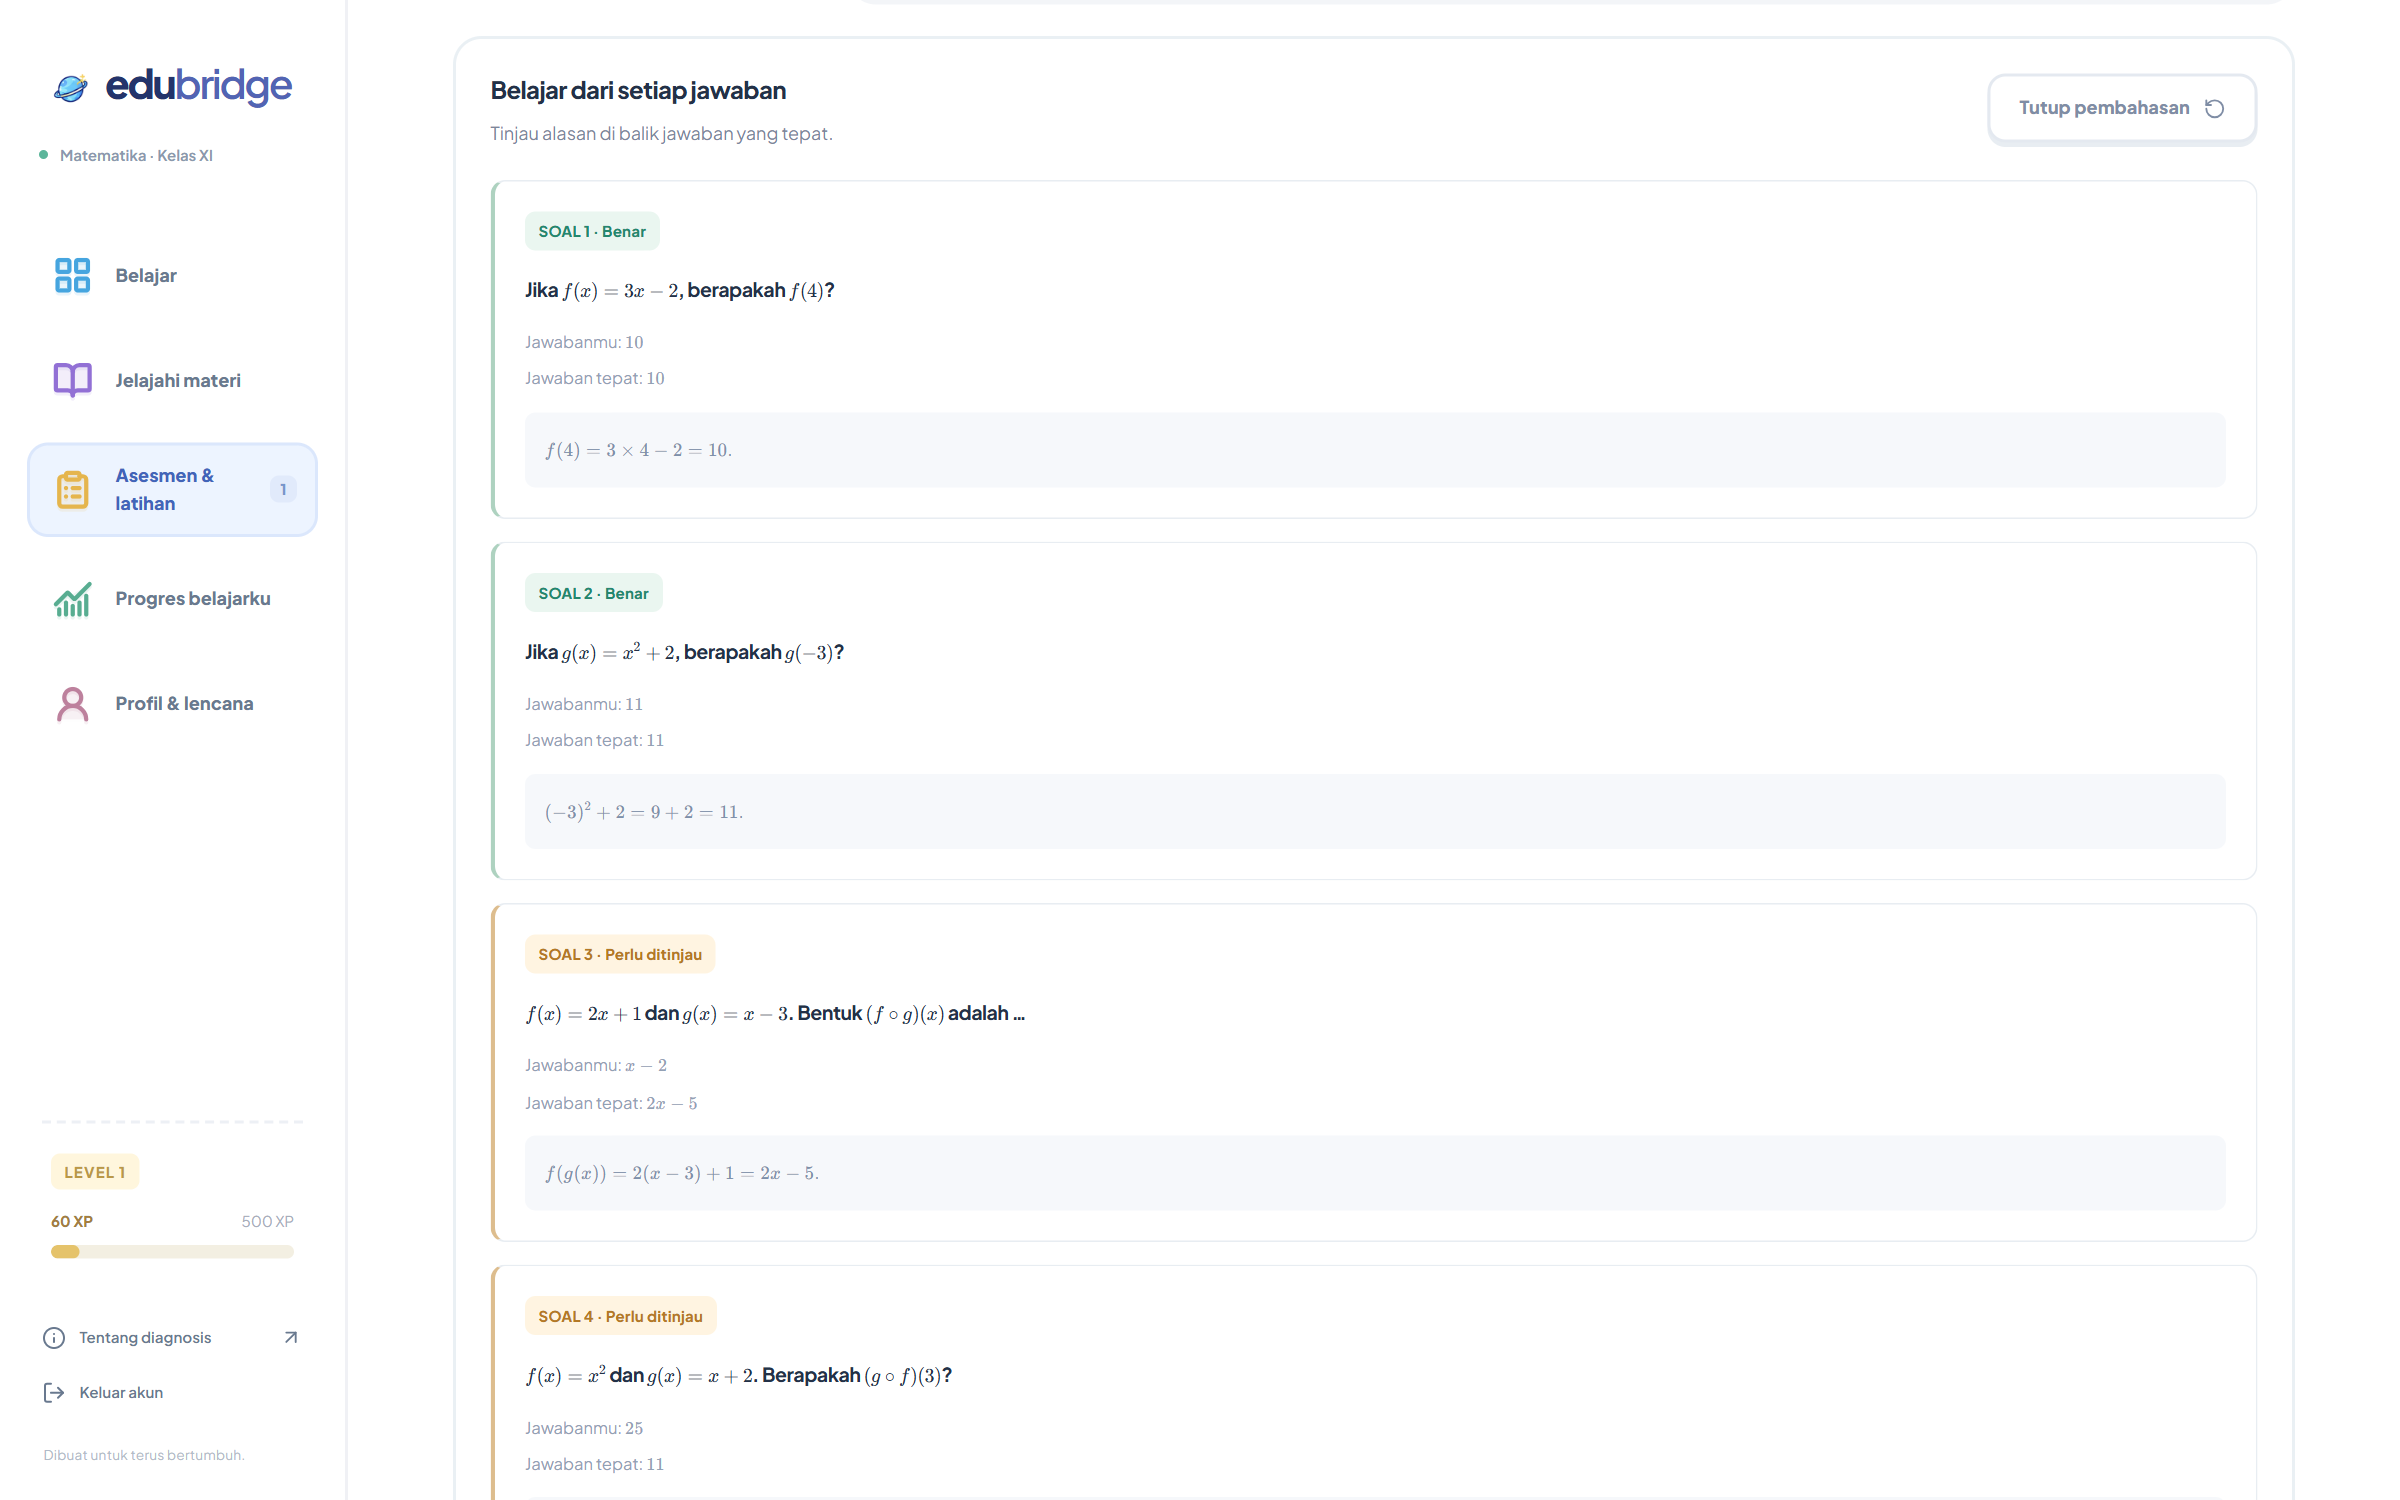 edubridge
Matematika · Kelas XI
Belajar
Jelajahi materi
Asesmen &
latihan
1
Progres belajarku
Profil & lencana
LEVEL 1
60 XP
500 XP
Tentang diagnosis
Keluar akun
Dibuat untuk terus bertumbuh.
Belajar dari setiap jawaban
Tinjau alasan di balik jawaban yang tepat.
Tutup pembahasan
SOAL 1 · Benar
Jika f(x) = 3x − 2, berapakah f(4)?
Jawabanmu: 10
Jawaban tepat: 10
f(4) = 3 × 4 − 2 = 10.
SOAL 2 · Benar
Jika g(x) = x² + 2, berapakah g(−3)?
Jawabanmu: 11
Jawaban tepat: 11
(−3)² + 2 = 9 + 2 = 11.
SOAL 3 · Perlu ditinjau
f(x) = 2x + 1 dan g(x) = x − 3. Bentuk (f ∘ g)(x) adalah ...
Jawabanmu: x − 2
Jawaban tepat: 2x − 5
f(g(x)) = 2(x − 3) + 1 = 2x − 5.
SOAL 4 · Perlu ditinjau
f(x) = x² dan g(x) = x + 2. Berapakah (g ∘ f)(3)?
Jawabanmu: 25
Jawaban tepat: 11